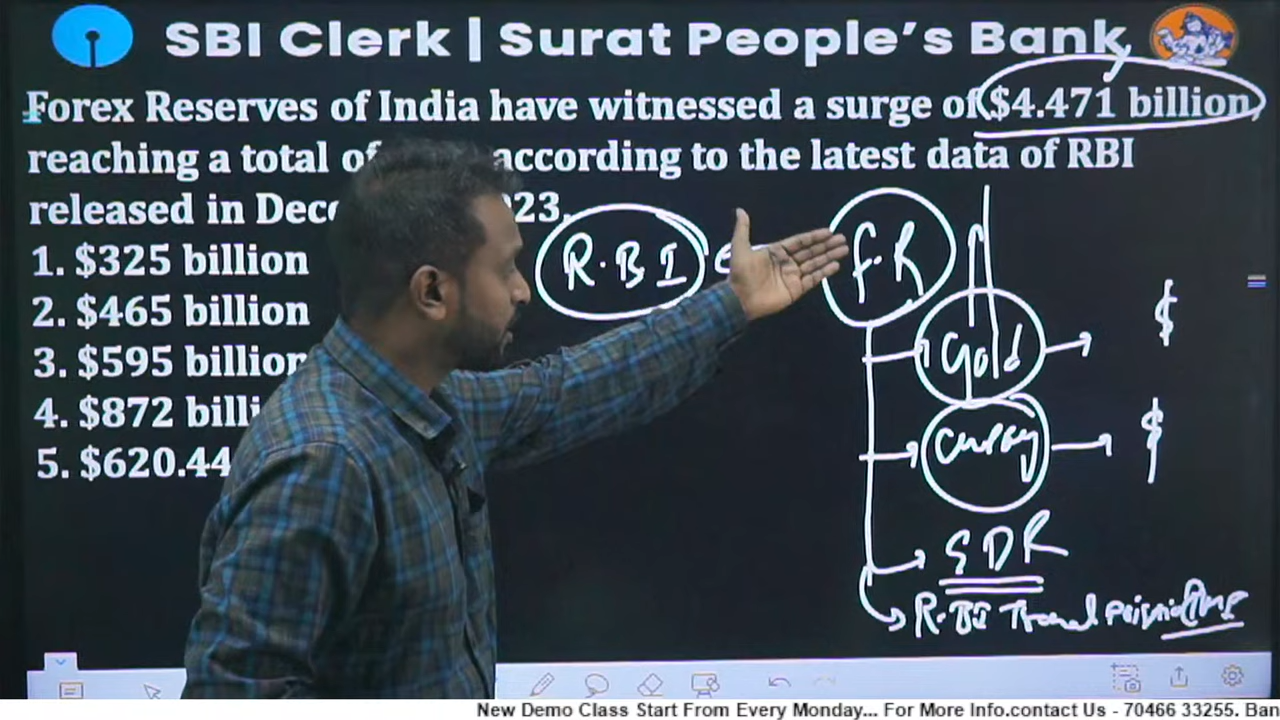 SBI Clerk | Surat People's Bank
Forex Reserves of India have witnessed a surge of $4.471 billion
reaching a total of according to the latest data of RBI
released in Dec 23.
1. $325 billion
2. $465 billion
3. $595 billion
4. $872 billi
5. $620.44
R.B.I
F.R
Gold → $
$
SDR
R.BI
New Demo Class Start From Every Monday... For More Info.contact Us - 70466 33255. Ban